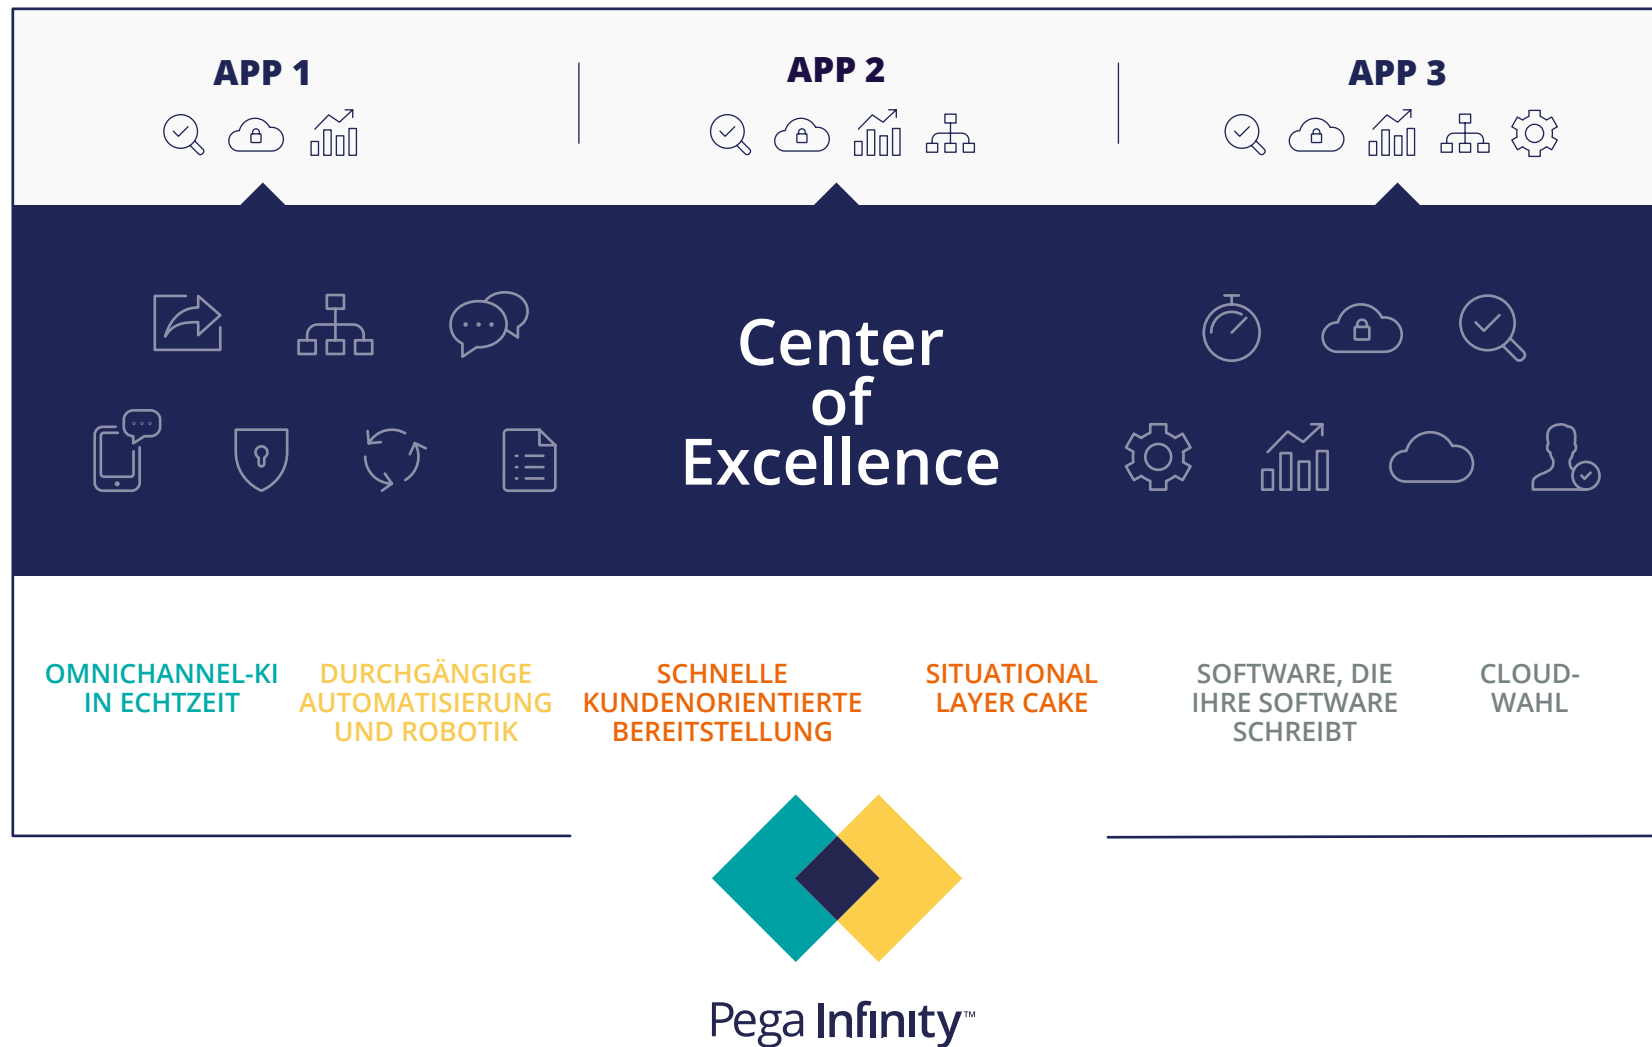 APP 1
APP 2
APP 3
Center
of
Excellence
OMNICHANNEL-KI
IN ECHTZEIT
DURCHGÄNGIGE
AUTOMATISIERUNG
UND ROBOTIK
SCHNELLE
KUNDENORIENTIERTE
BEREITSTELLUNG
SITUATIONAL
LAYER CAKE
SOFTWARE, DIE
IHRE SOFTWARE
SCHREIBT
CLOUD-
WAHL
Pega Infinity™